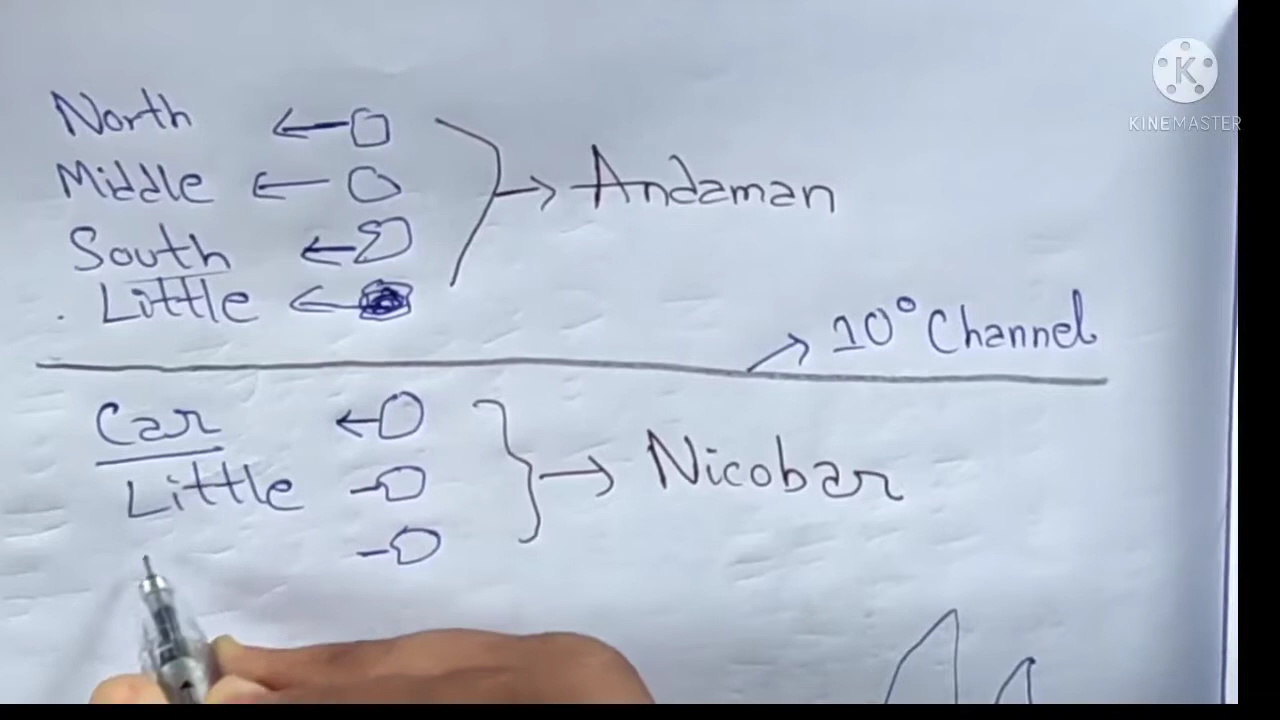 North
Middle
South
Little
Andaman
10° Channel
Car
Little
Nicobar
K
KINEMASTER